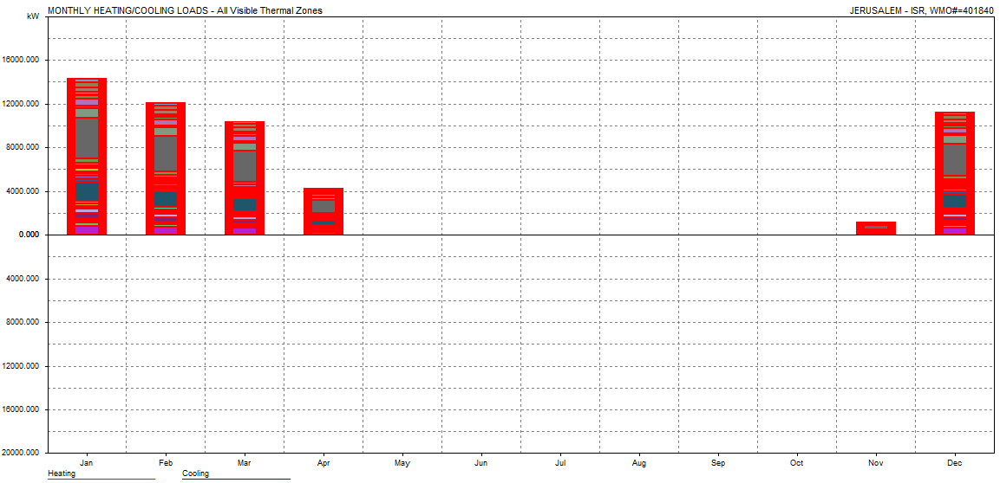 MONTHLY HEATING/COOLING LOADS - All Visible Thermal Zones JERUSALEM - ISR, WMO#=401840
kW
16000.000
12000.000
8000.000
4000.000
0.000
4000.000
8000.000
12000.000
16000.000
20000.000
Jan Feb Mar Apr May Jun Jul Aug Sep Oct Nov Dec
Heating Cooling